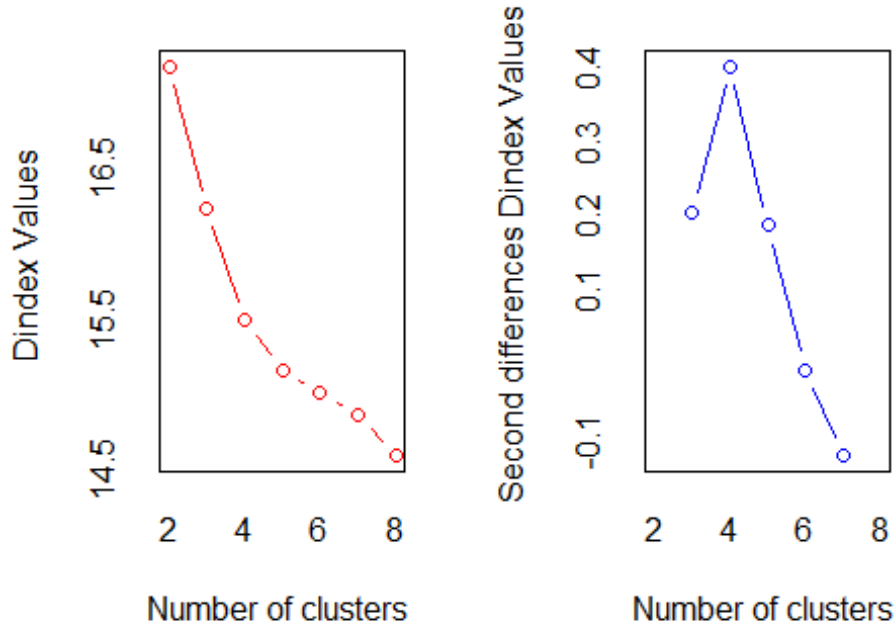 Dindex Values
16.5
15.5
14.5
2 4 6 8
Number of clusters
Second differences Dindex Values
0.4
0.3
0.2
0.1
-0.1
2 4 6 8
Number of clusters